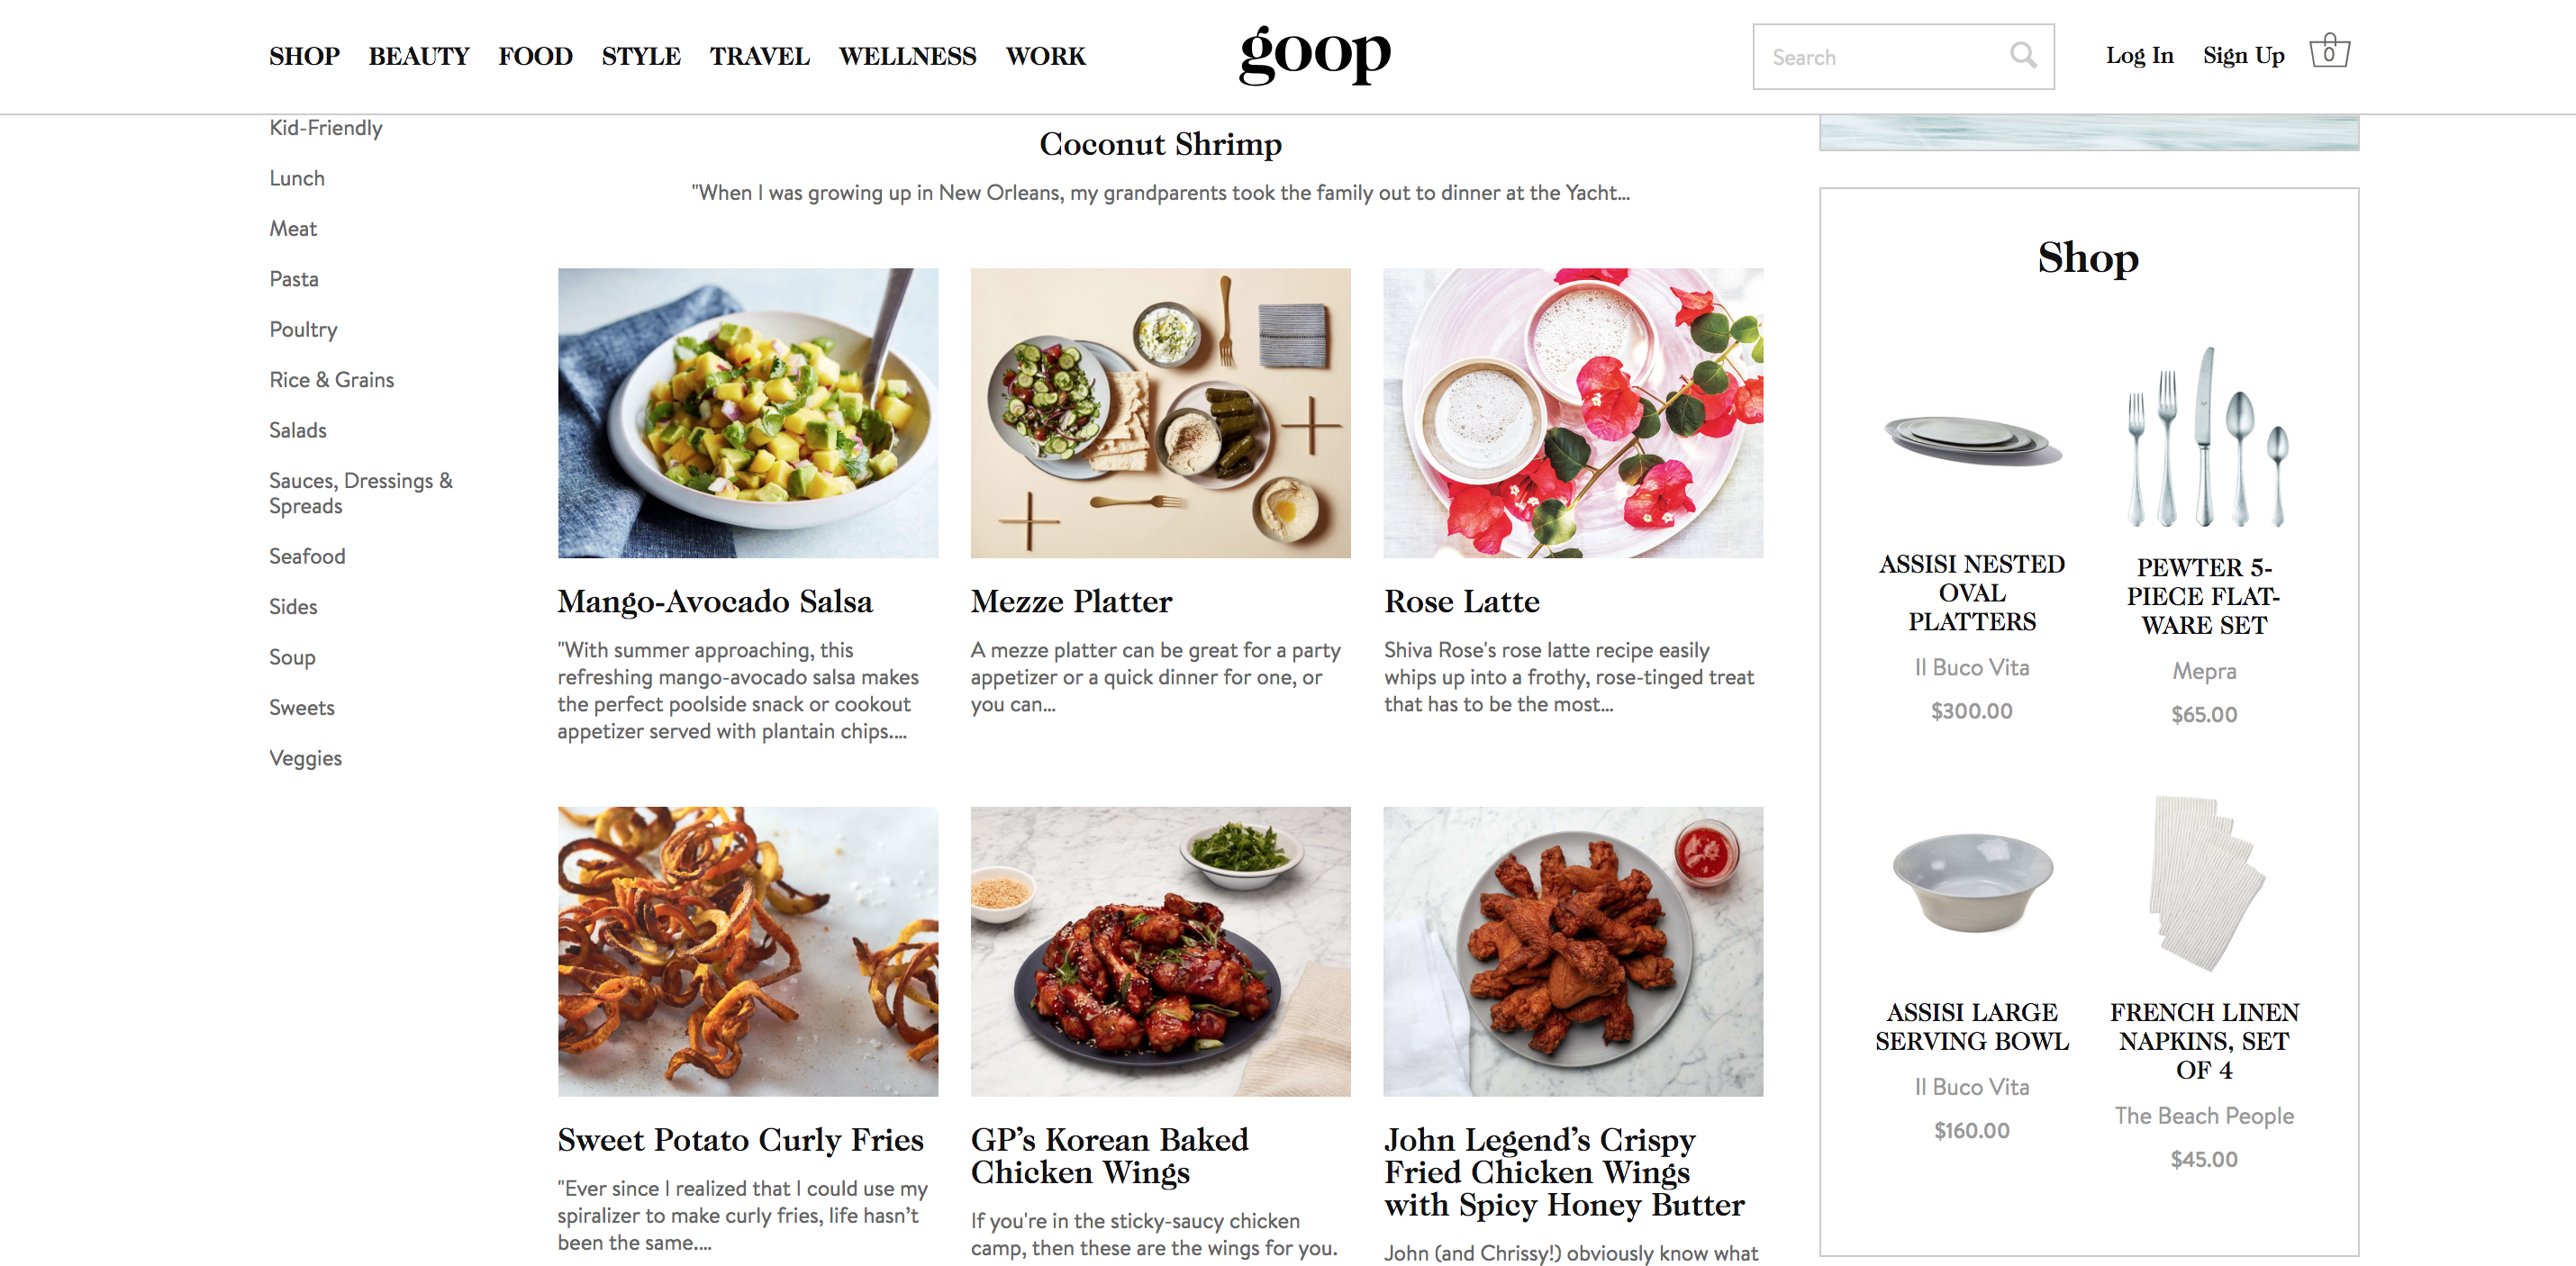 SHOP BEAUTY FOOD STYLE TRAVEL WELLNESS WORK
goop
Search
Log In Sign Up 0
Kid-Friendly
Lunch
Meat
Pasta
Poultry
Rice & Grains
Salads
Sauces, Dressings &
Spreads
Seafood
Sides
Soup
Sweets
Veggies
Coconut Shrimp
"When I was growing up in New Orleans, my grandparents took the family out to dinner at the Yacht...
Mango-Avocado Salsa
"With summer approaching, this
refreshing mango-avocado salsa makes
the perfect poolside snack or cookout
appetizer served with plantain chips....
Mezze Platter
A mezze platter can be great for a party
appetizer or a quick dinner for one, or
you can...
Rose Latte
Shiva Rose's rose latte recipe easily
whips up into a frothy, rose-tinged treat
that has to be the most...
Sweet Potato Curly Fries
"Ever since I realized that I could use my
spiralizer to make curly fries, life hasn't
been the same....
GP's Korean Baked
Chicken Wings
If you're in the sticky-saucy chicken
camp, then these are the wings for you.
John Legend's Crispy
Fried Chicken Wings
with Spicy Honey Butter
John (and Chrissy!) obviously know what
Shop
ASSISI NESTED
OVAL
PLATTERS
Il Buco Vita
$300.00
PEWTER 5-
PIECE FLAT-
WARE SET
Mepra
$65.00
ASSISI LARGE
SERVING BOWL
Il Buco Vita
$160.00
FRENCH LINEN
NAPKINS, SET
OF 4
The Beach People
$45.00